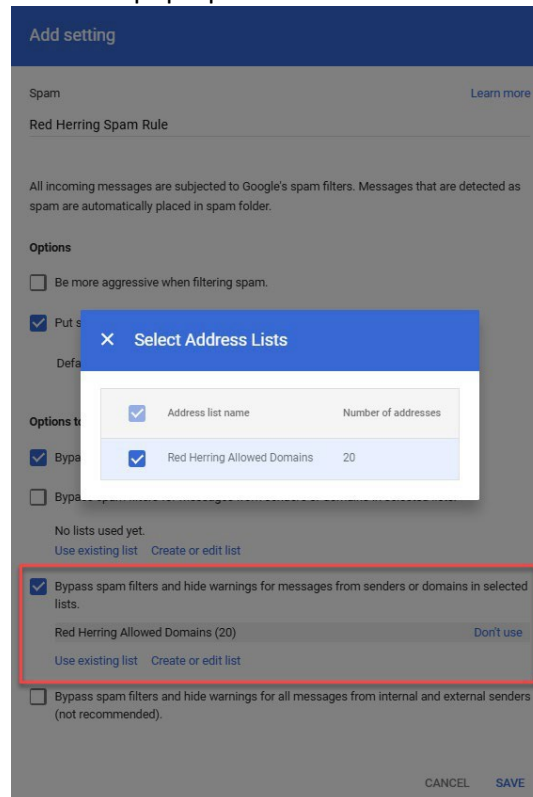 Add setting
Spam
Learn more
Red Herring Spam Rule
All incoming messages are subjected to Google's spam filters. Messages that are detected as
spam are automatically placed in spam folder.
Options
Be more aggressive when filtering spam.
Put s
Defa
Select Address Lists
Address list name Number of addresses
Red Herring Allowed Domains 20
Options to
Bypa
Bypa
No lists used yet.
Use existing list Create or edit list
Bypass spam filters and hide warnings for messages from senders or domains in selected
lists.
Red Herring Allowed Domains (20) Don't use
Use existing list Create or edit list
Bypass spam filters and hide warnings for all messages from internal and external senders
(not recommended).
CANCEL SAVE